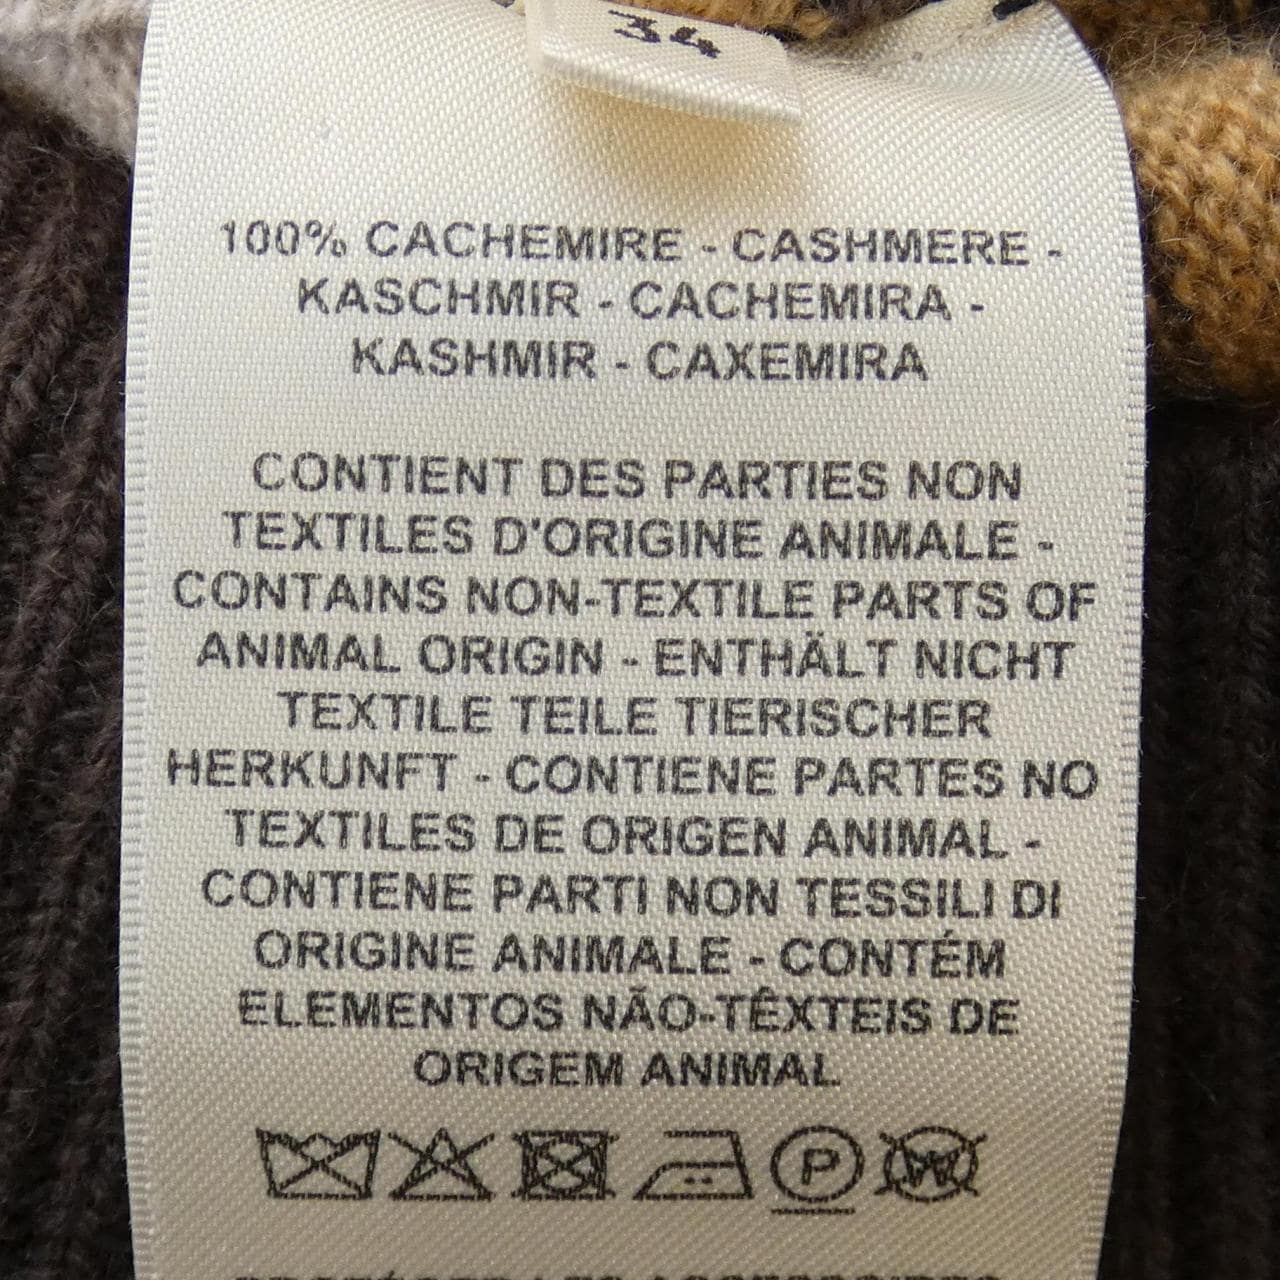 34
100% CACHEMIRE - CASHMERE -
KASCHMIR - CACHEMIRA -
KASHMIR - CAXEMIRA
CONTIENT DES PARTIES NON
TEXTILES D'ORIGINE ANIMALE -
CONTAINS NON-TEXTILE PARTS OF
ANIMAL ORIGIN - ENTHÄLT NICHT
TEXTILE TEILE TIERISCHER
HERKUNFT - CONTIENE PARTES NO
TEXTILES DE ORIGEN ANIMAL -
CONTIENE PARTI NON TESSILI DI
ORIGINE ANIMALE - CONTÉM
ELEMENTOS NÃO-TÊXTEIS DE
ORIGEM ANIMAL
P W